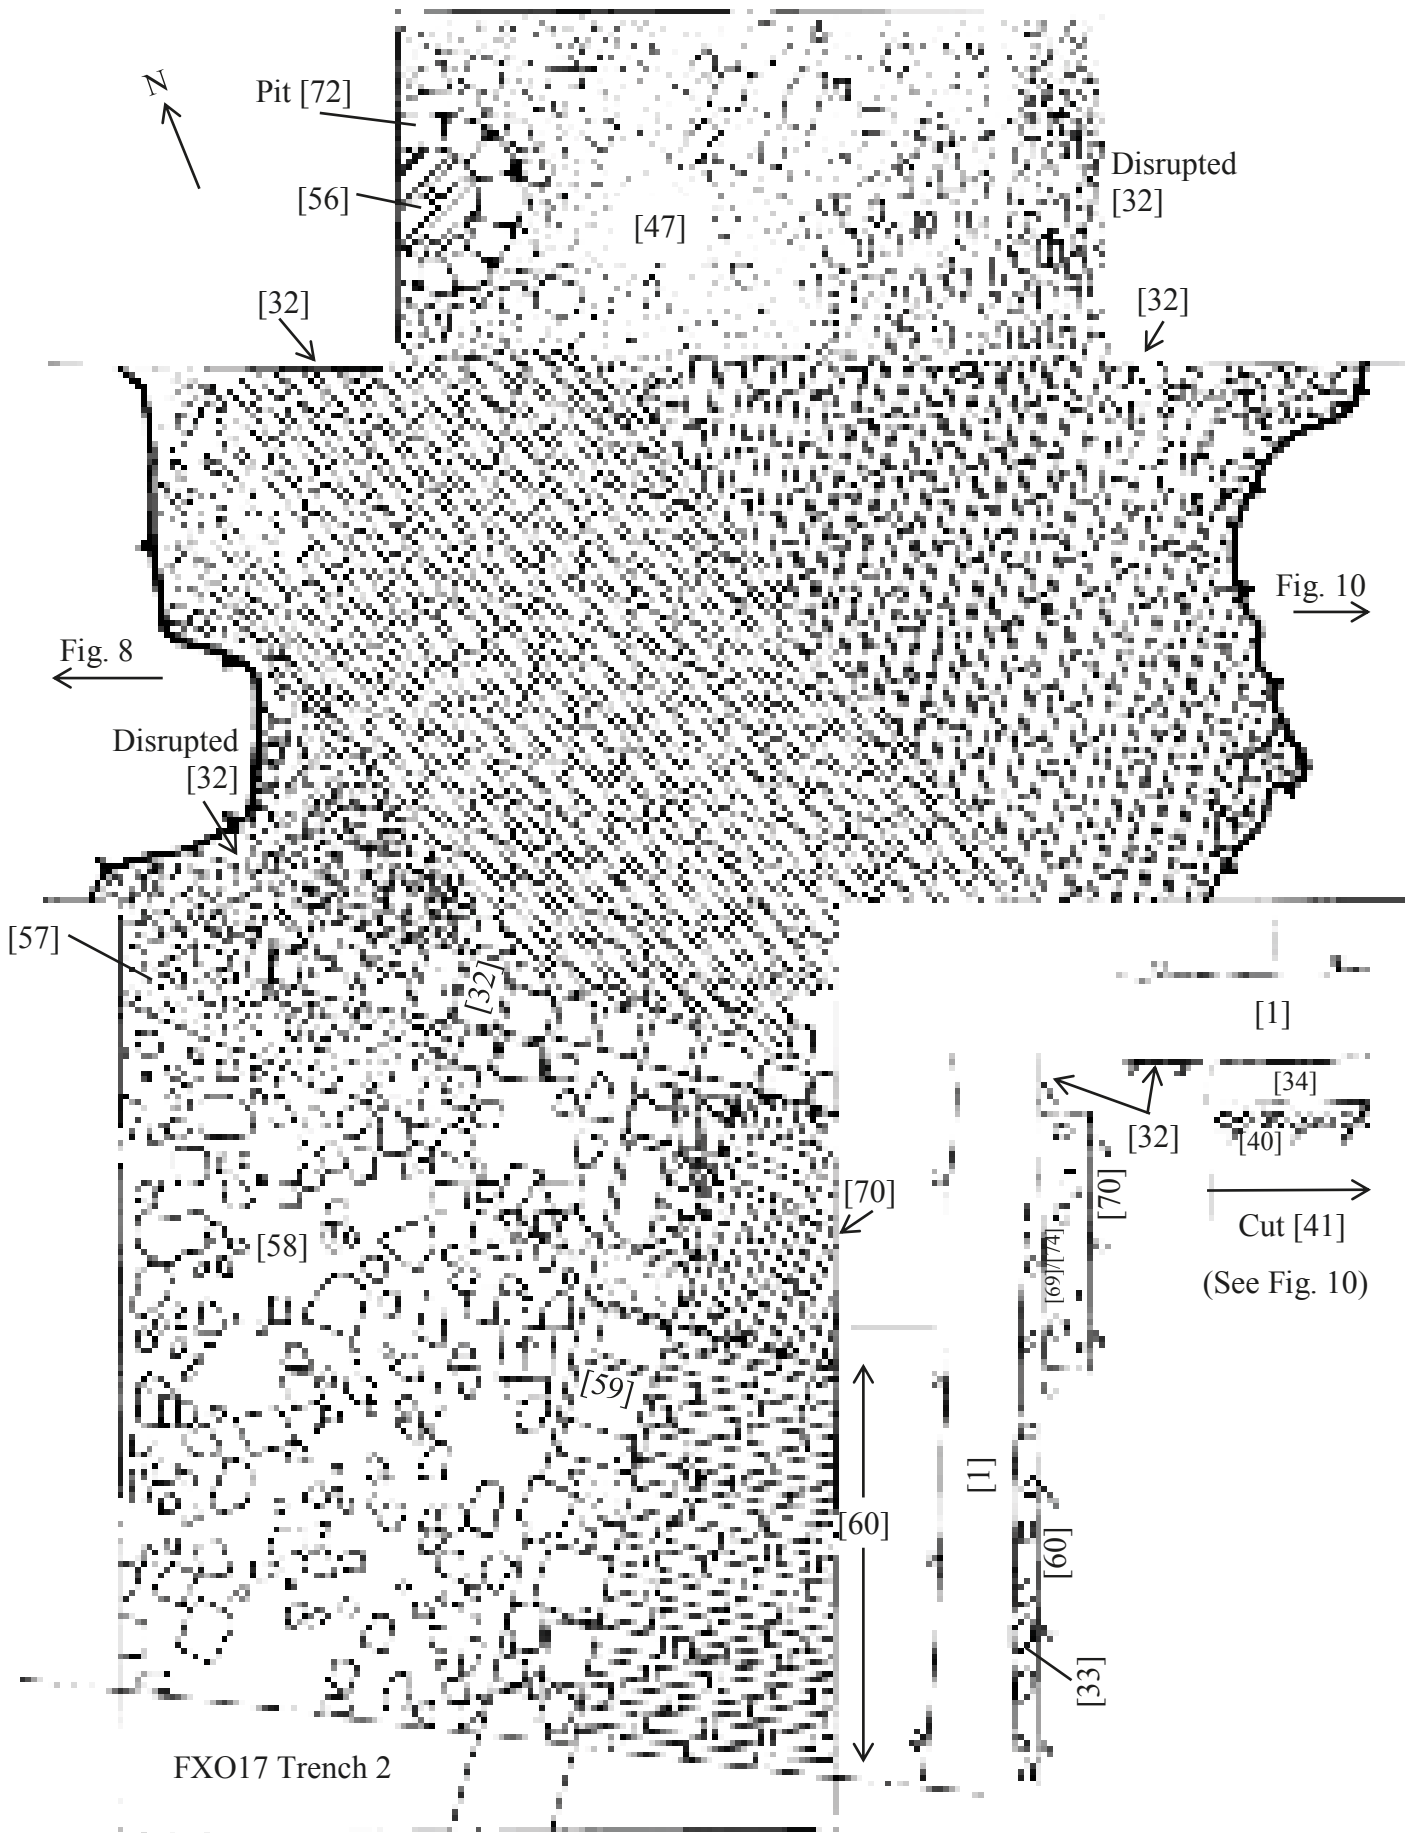 N
Pit [72]
[56]
[47]
Disrupted
[32]
[32]
[32]
Fig. 10
Fig. 8
Disrupted
[32]
[57]
[32]
[1]
[34]
[32]
[40]
[70]
[70]
Cut [41]
[58]
[69]/[74]
(See Fig. 10)
[59]
[1]
[60]
[60]
[33]
FXO17 Trench 2